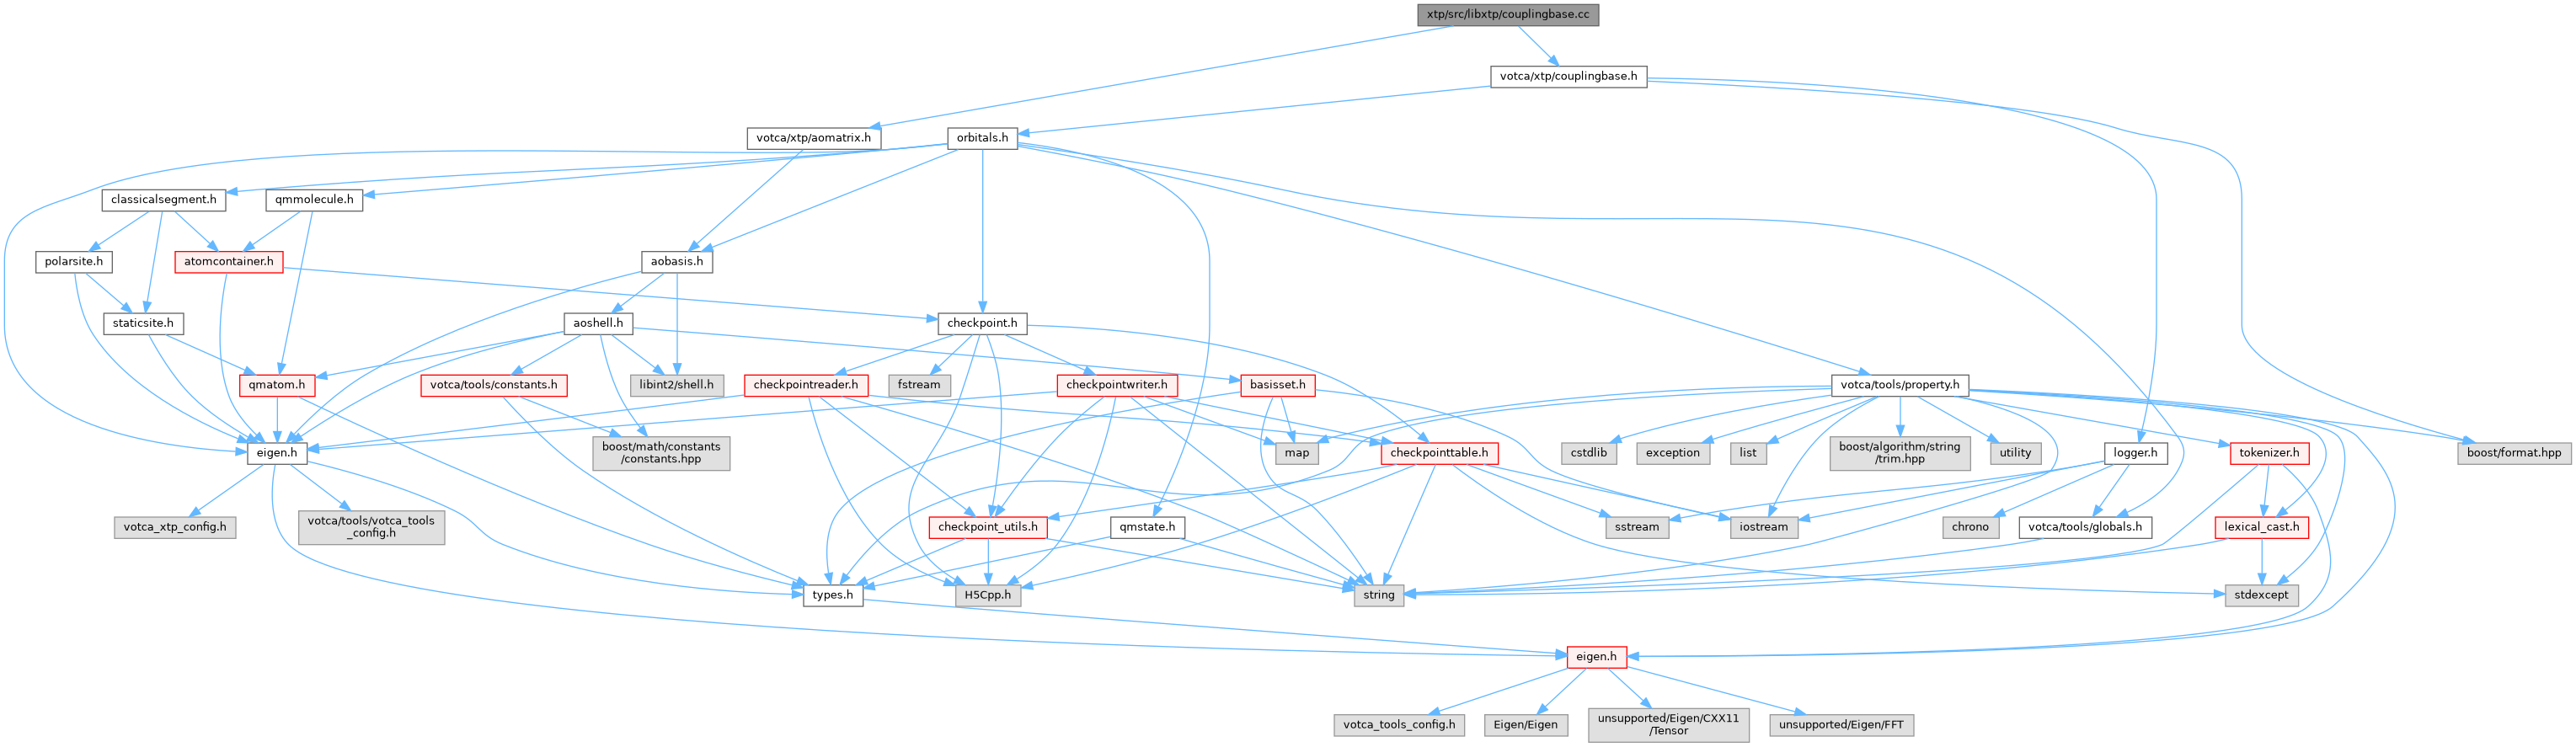 xtp/src/libxtp/couplingbase.cc
votca/xtp/couplingbase.h
votca/xtp/aomatrix.h
orbitals.h
classicalsegment.h
qmmolecule.h
polarsite.h
atomcontainer.h
aobasis.h
staticsite.h
aoshell.h
checkpoint.h
qmatom.h
votca/tools/constants.h
libint2/shell.h
checkpointreader.h
fstream
checkpointwriter.h
basisset.h
votca/tools/property.h
eigen.h
boost/math/constants
/constants.hpp
map
checkpointtable.h
cstdlib
exception
list
boost/algorithm/string
/trim.hpp
utility
logger.h
tokenizer.h
boost/format.hpp
votca_xtp_config.h
votca/tools/votca_tools
_config.h
checkpoint_utils.h
qmstate.h
sstream
iostream
chrono
votca/tools/globals.h
lexical_cast.h
types.h
H5Cpp.h
string
stdexcept
eigen.h
votca_tools_config.h
Eigen/Eigen
unsupported/Eigen/CXX11
/Tensor
unsupported/Eigen/FFT